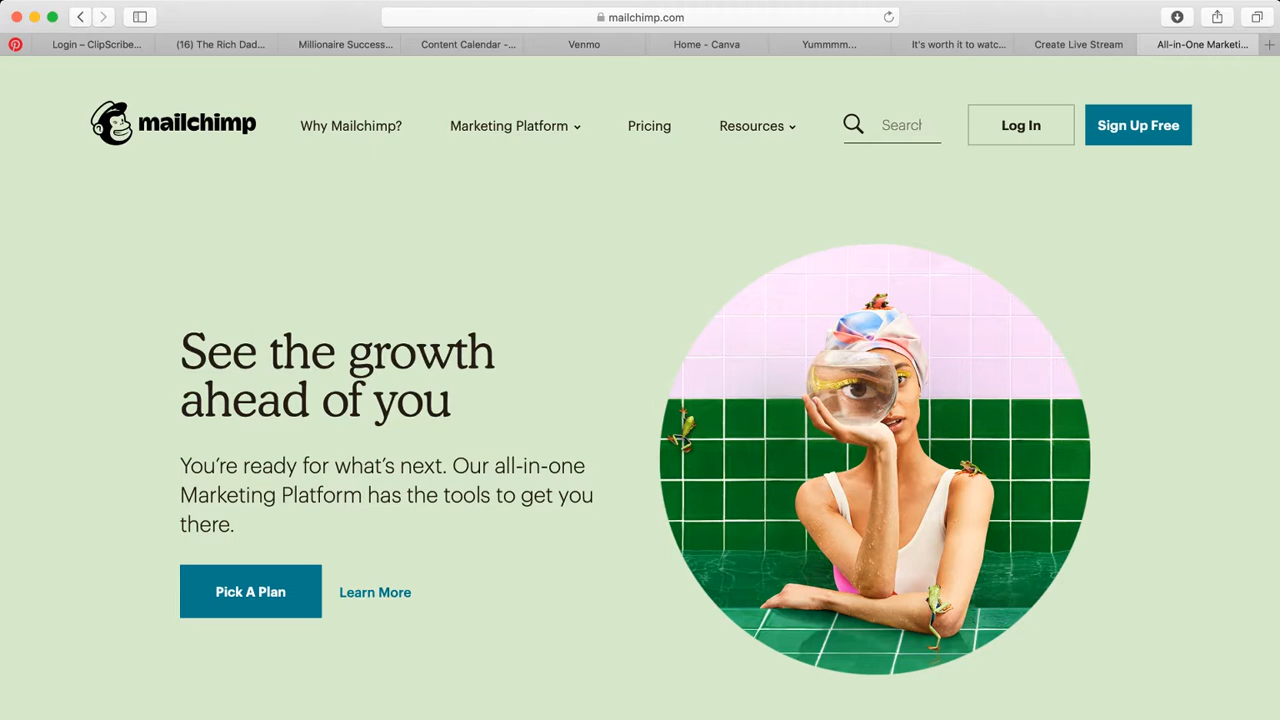 mailchimp.com
Login – ClipScribe...
(16) The Rich Dad...
Millionaire Success...
Content Calendar -...
Venmo
Home - Canva
Yummmm...
It's worth it to watc...
Create Live Stream
All-in-One Marketi...
mailchimp
Why Mailchimp?
Marketing Platform
Pricing
Resources
Search
Log In
Sign Up Free
See the growth
ahead of you
You're ready for what's next. Our all-in-one
Marketing Platform has the tools to get you
there.
Pick A Plan
Learn More